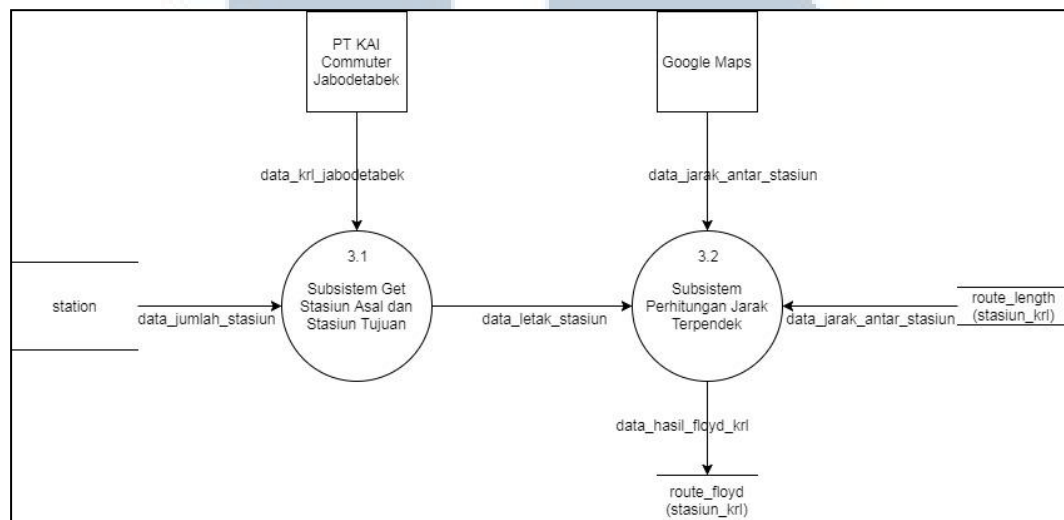 PT KAI
Commuter
Jabodetabek
Google Maps
data_krl_jabodetabek
data_jarak_antar_stasiun
3.1
Subsistem Get
Stasiun Asal dan
Stasiun Tujuan
3.2
Subsistem
Perhitungan Jarak
Terpendek
station
data_jumlah_stasiun
data_letak_stasiun
data_jarak_antar_stasiun
route_length
(stasiun_krl)
data_hasil_floyd_krl
route_floyd
(stasiun_krl)